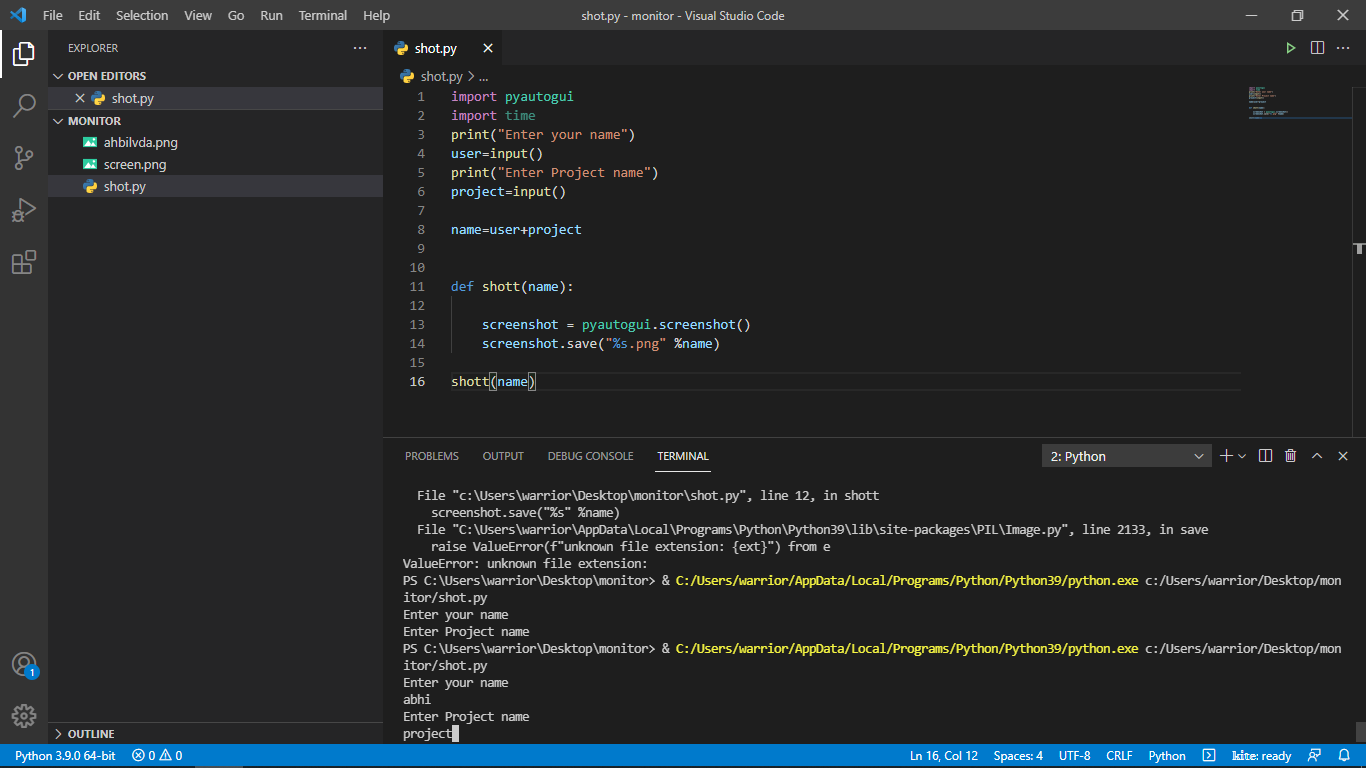 File Edit Selection View Go Run Terminal Help
shot.py - monitor - Visual Studio Code
EXPLORER
OPEN EDITORS
shot.py
MONITOR
ahbilvda.png
screen.png
shot.py
OUTLINE
shot.py
shot.py > ...
1 import pyautogui
2 import time
3 print("Enter your name")
4 user=input()
5 print("Enter Project name")
6 project=input()
7
8 name=user+project
9
10
11 def shott(name):
12
13 screenshot = pyautogui.screenshot()
14 screenshot.save("%s.png" %name)
15
16 shott(name)
PROBLEMS OUTPUT DEBUG CONSOLE TERMINAL
2: Python
File "c:\Users\warrior\Desktop\monitor\shot.py", line 12, in shott
screenshot.save("%s" %name)
File "C:\Users\warrior\AppData\Local\Programs\Python\Python39\lib\site-packages\PIL\Image.py", line 2133, in save
raise ValueError(f"unknown file extension: {ext}") from e
ValueError: unknown file extension:
PS C:\Users\warrior\Desktop\monitor> & C:/Users/warrior/AppData/Local/Programs/Python/Python39/python.exe c:/Users/warrior/Desktop/mon
itor/shot.py
Enter your name
Enter Project name
PS C:\Users\warrior\Desktop\monitor> & C:/Users/warrior/AppData/Local/Programs/Python/Python39/python.exe c:/Users/warrior/Desktop/mon
itor/shot.py
Enter your name
abhi
Enter Project name
project
1
Python 3.9.0 64-bit 0 0
Ln 16, Col 12 Spaces: 4 UTF-8 CRLF Python kite: ready